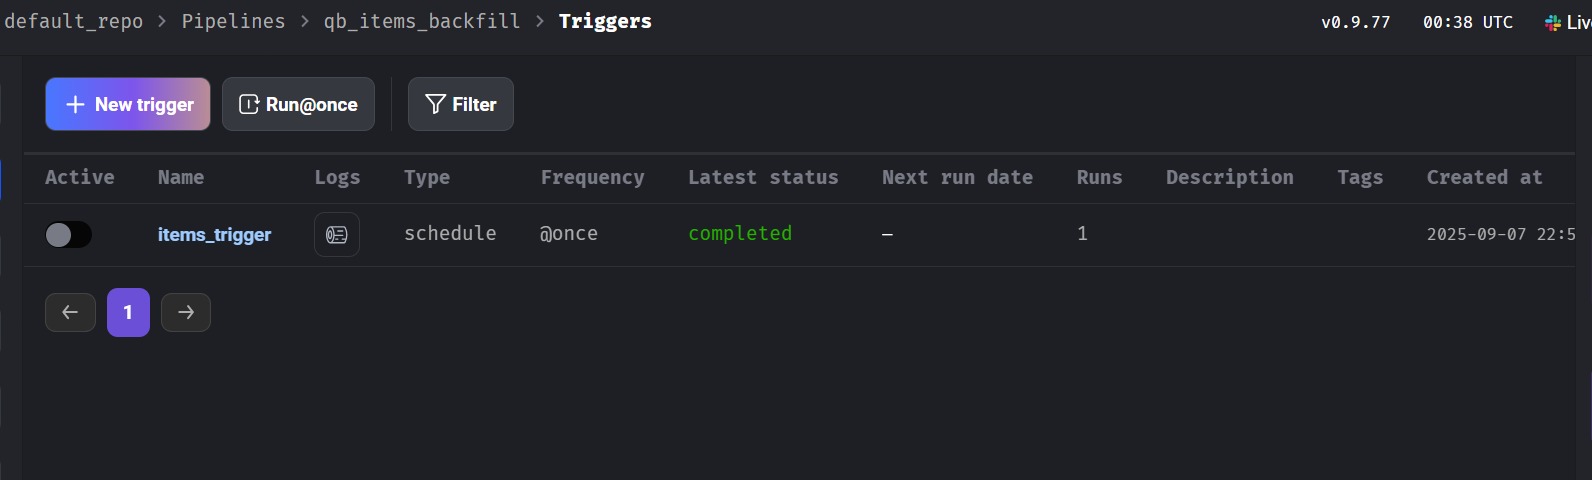 default_repo > Pipelines > qb_items_backfill > Triggers v0.9.77 00:38 UTC
+ New trigger Run@once Filter
Active Name Logs Type Frequency Latest status Next run date Runs Description Tags Created at
items_trigger schedule @once completed — 1 2025-09-07 22:5
← 1 →